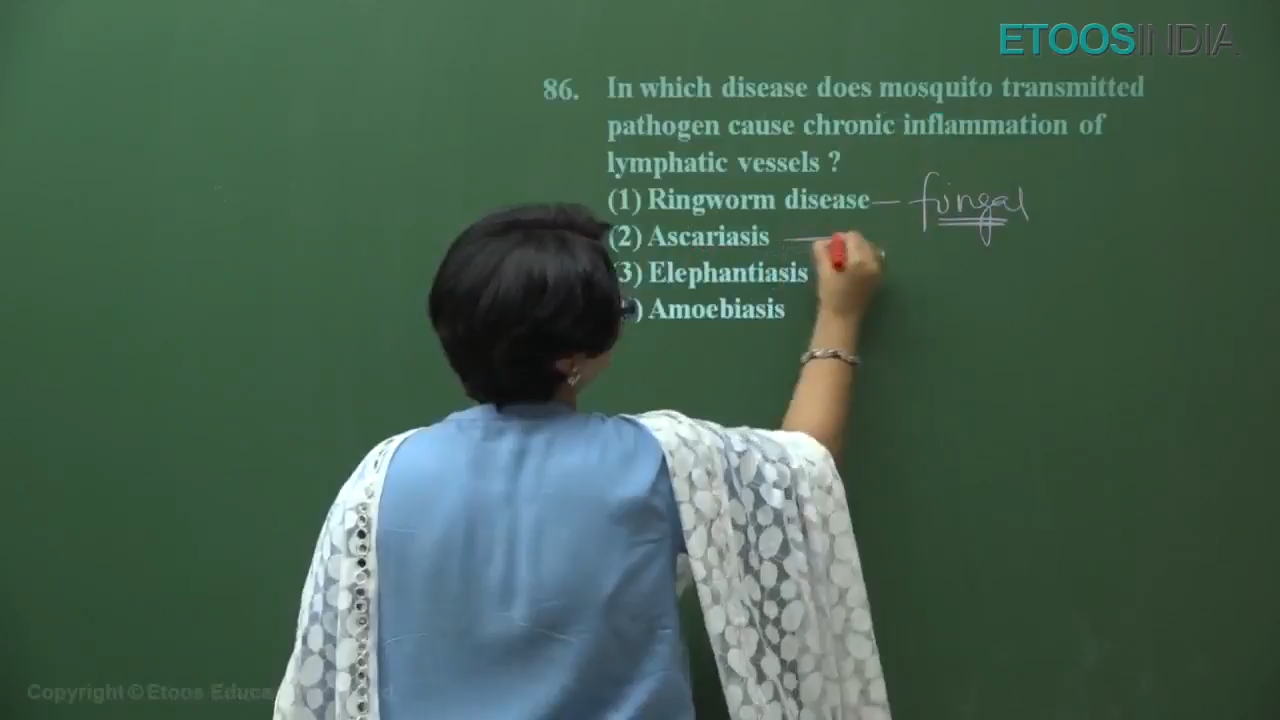 ETOOSINDIA
86. In which disease does mosquito transmitted
pathogen cause chronic inflammation of
lymphatic vessels ?
(1) Ringworm disease — fungal
(2) Ascariasis —
(3) Elephantiasis
) Amoebiasis
Copyright © Etoos